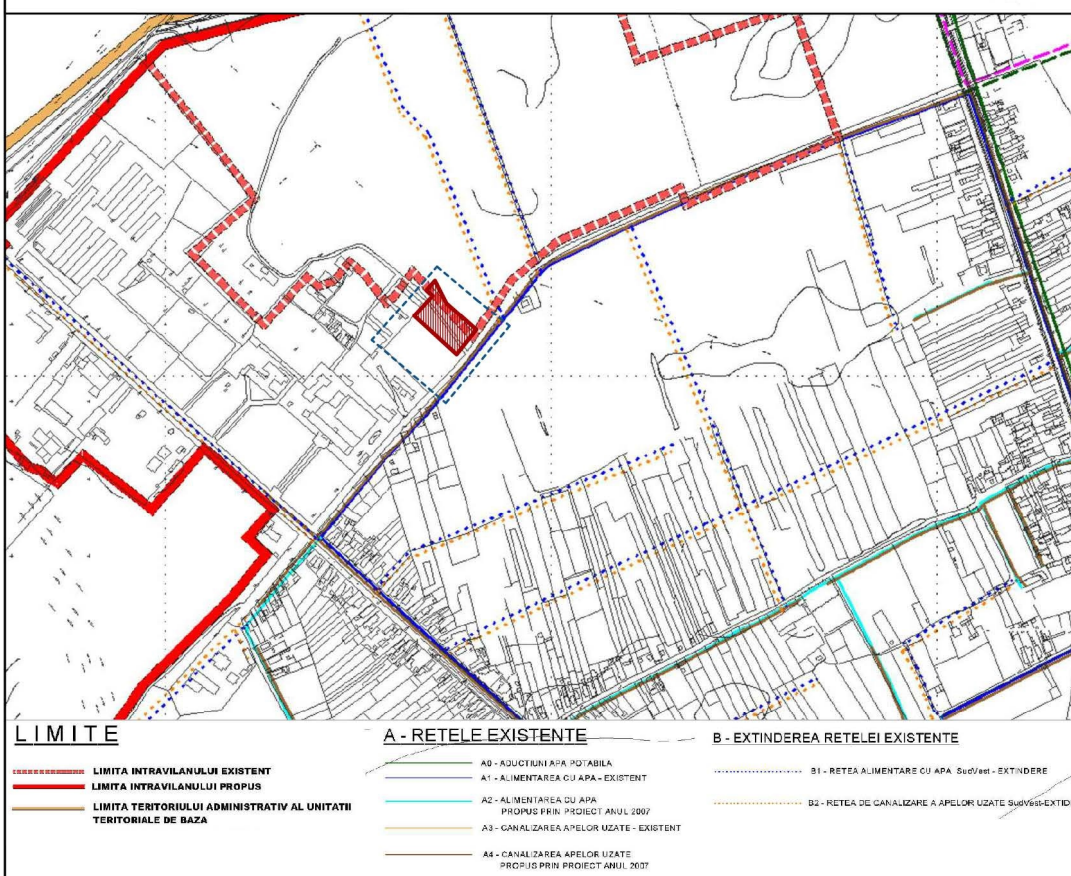 LIMITE
LIMITA INTRAVILANULUI EXISTENT
LIMITA INTRAVILANULUI PROPUS
LIMITA TERITORIULUI ADMINISTRATIV AL UNITATII
TERITORIALE DE BAZA
A - RETELE EXISTENTE
A0 - ADUCTIUNI APA POTABILA
A1 - ALIMENTAREA CU APA - EXISTENT
A2 - ALIMENTAREA CU APA
PROPUS PRIN PROIECT ANUL 2007
A3 - CANALIZAREA APELOR UZATE - EXISTENT
A4 - CANALIZAREA APELOR UZATE
PROPUS PRIN PROIECT ANUL 2007
B - EXTINDEREA RETELEI EXISTENTE
B1 - RETEA ALIMENTARE CU APA SudVest - EXTINDERE
B2 - RETEA DE CANALIZARE A APELOR UZATE SudVest-EXTID